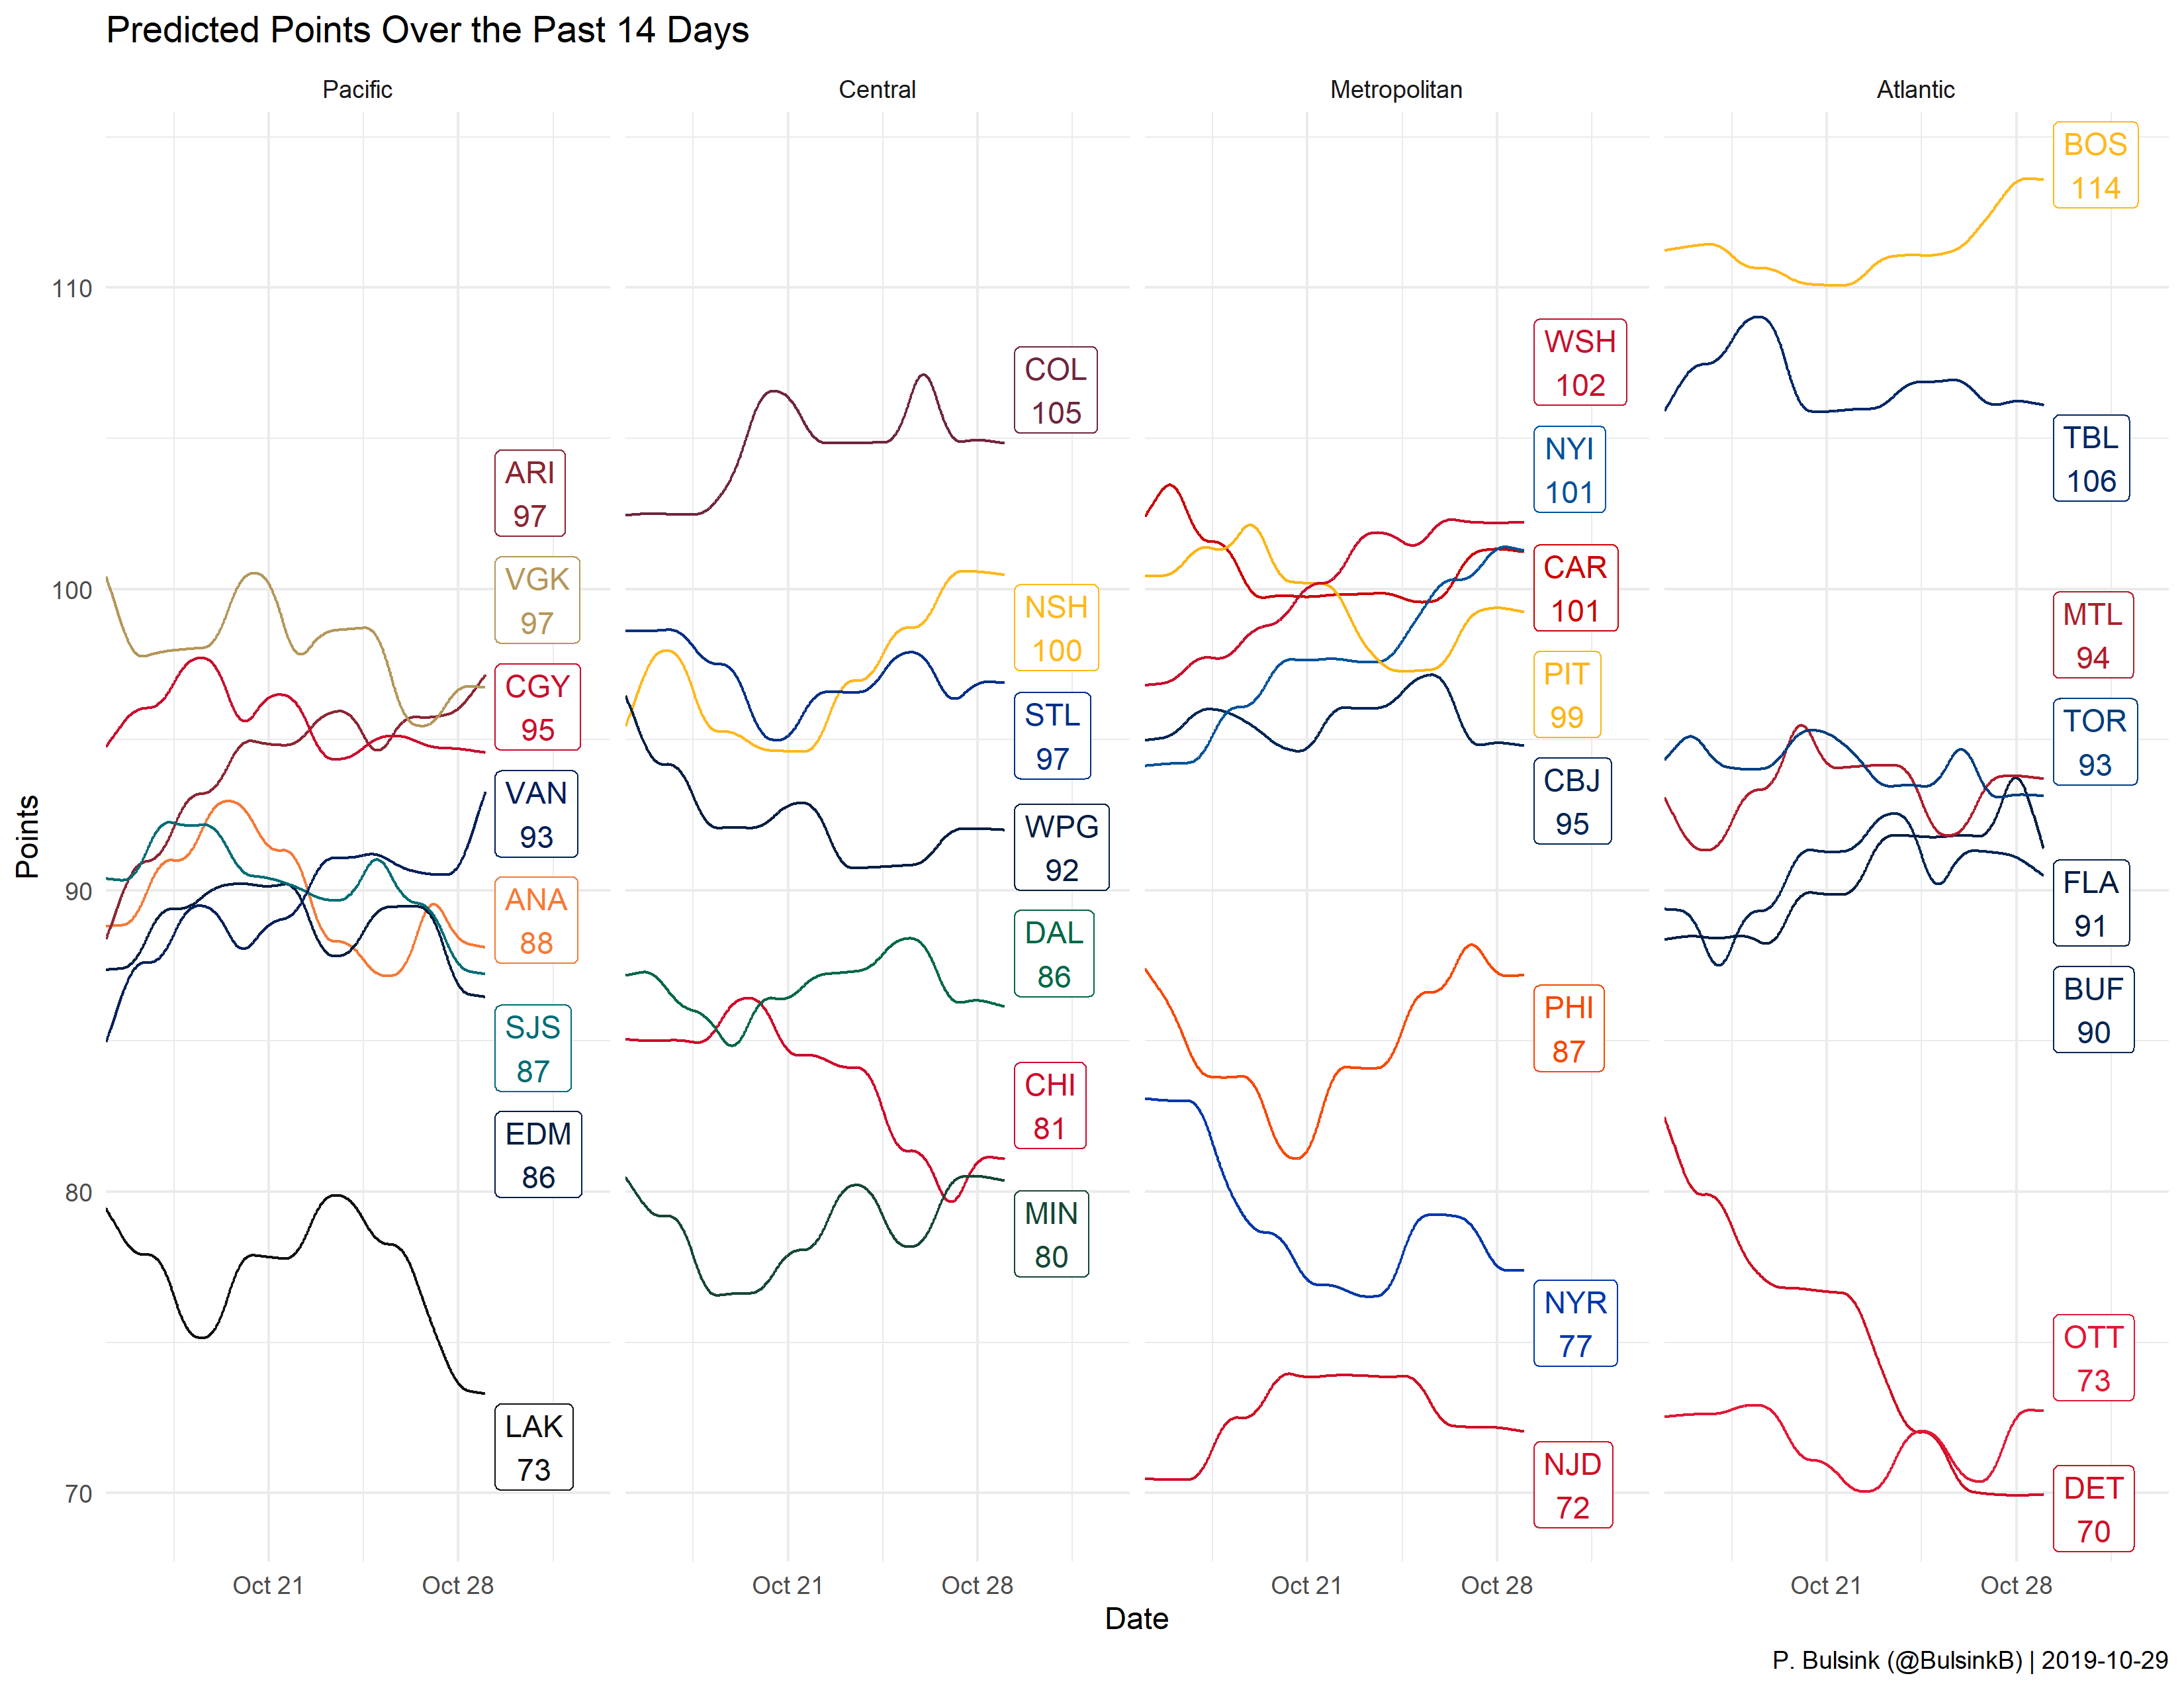 Predicted Points Over the Past 14 Days
Pacific
Central
Metropolitan
Atlantic
Points
110
100
90
80
70
ARI
97
VGK
97
CGY
95
VAN
93
ANA
88
SJS
87
EDM
86
LAK
73
COL
105
NSH
100
STL
97
WPG
92
DAL
86
CHI
81
MIN
80
WSH
102
NYI
101
CAR
101
PIT
99
CBJ
95
PHI
87
NYR
77
NJD
72
BOS
114
TBL
106
MTL
94
TOR
93
FLA
91
BUF
90
OTT
73
DET
70
Oct 21
Oct 28
Oct 21
Oct 28
Oct 21
Oct 28
Oct 21
Oct 28
Date
P. Bulsink (@BulsinkB) | 2019-10-29